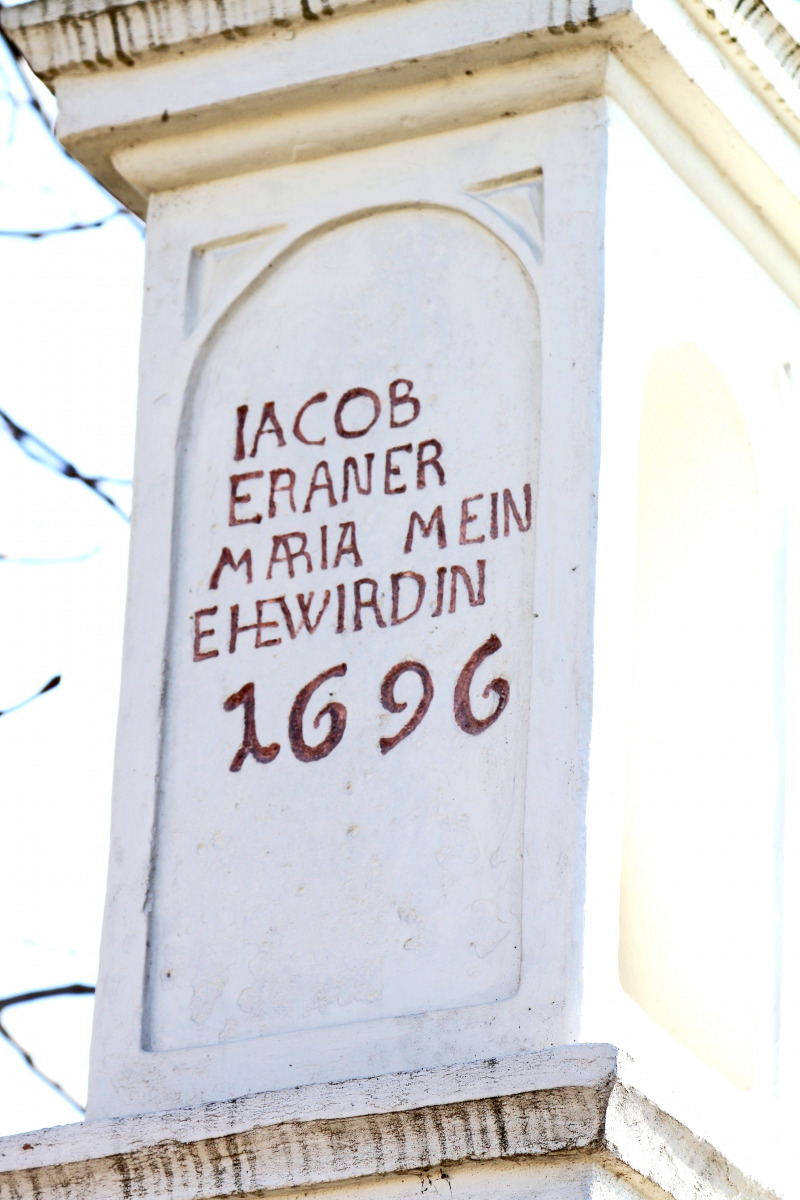 IACOB
ERANER
MARIA MEIN
EHEWIRDIN
1696